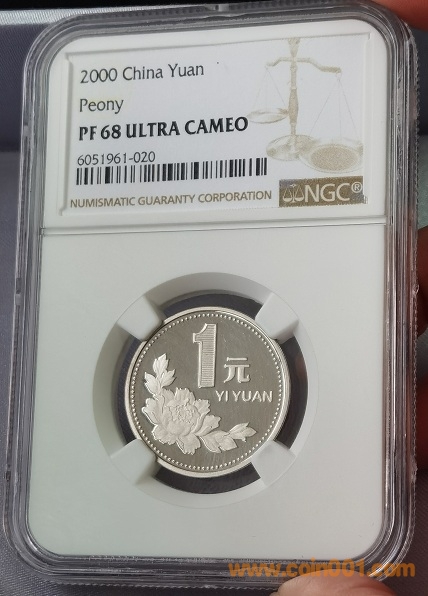 2000 China Yuan
Peony
PF 68 ULTRA CAMEO
6051961-020
NUMISMATIC GUARANTY CORPORATION
NGC®
1元
YI YUAN
www.coin001.com